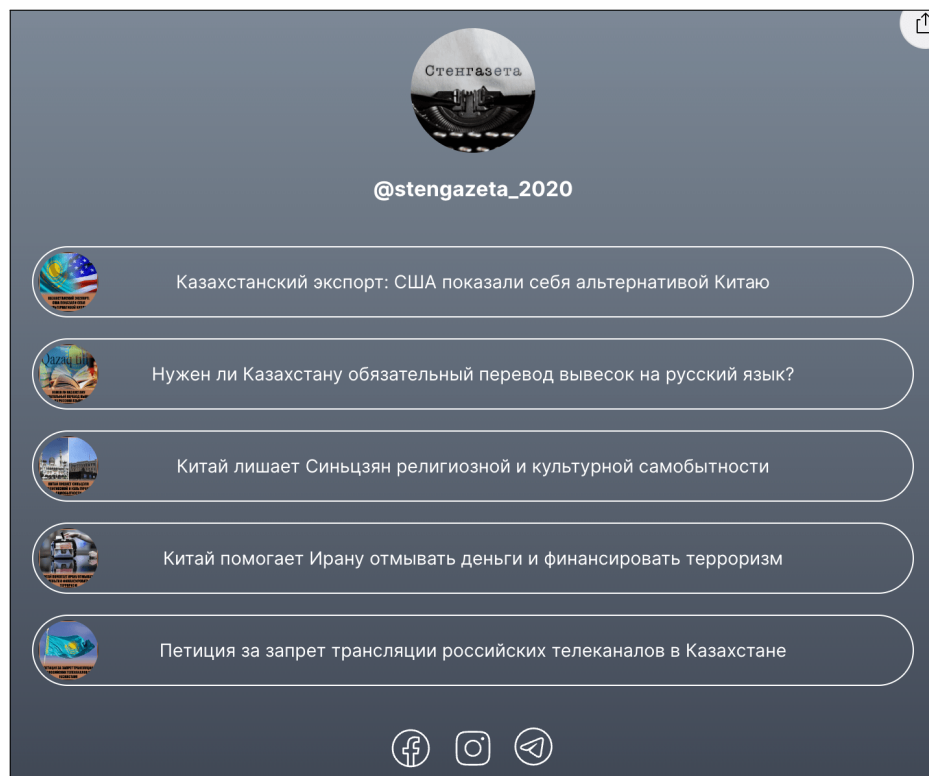 Стенгазета
@stengazeta_2020
Казахстанский экспорт: США показали себя альтернативой Китаю
Qazaq
Нужен ли Казахстану обязательный перевод вывесок на русский язык?
Китай лишает Синьцзян религиозной и культурной самобытности
Китай помогает Ирану отмывать деньги и финансировать терроризм
Петиция за запрет трансляции российских телеканалов в Казахстане